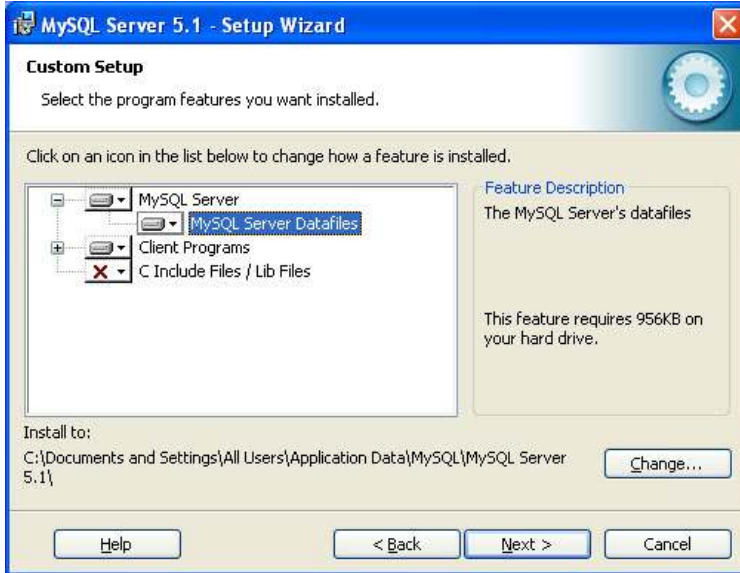 MySQL Server 5.1 - Setup Wizard
Custom Setup
Select the program features you want installed.
Click on an icon in the list below to change how a feature is installed.
MySQL Server
MySQL Server Datafiles
Client Programs
C Include Files / Lib Files
Feature Description
The MySQL Server's datafiles
This feature requires 956KB on
your hard drive.
Install to:
C:\Documents and Settings\All Users\Application Data\MySQL\MySQL Server
5.1\
Change...
Help
< Back
Next >
Cancel